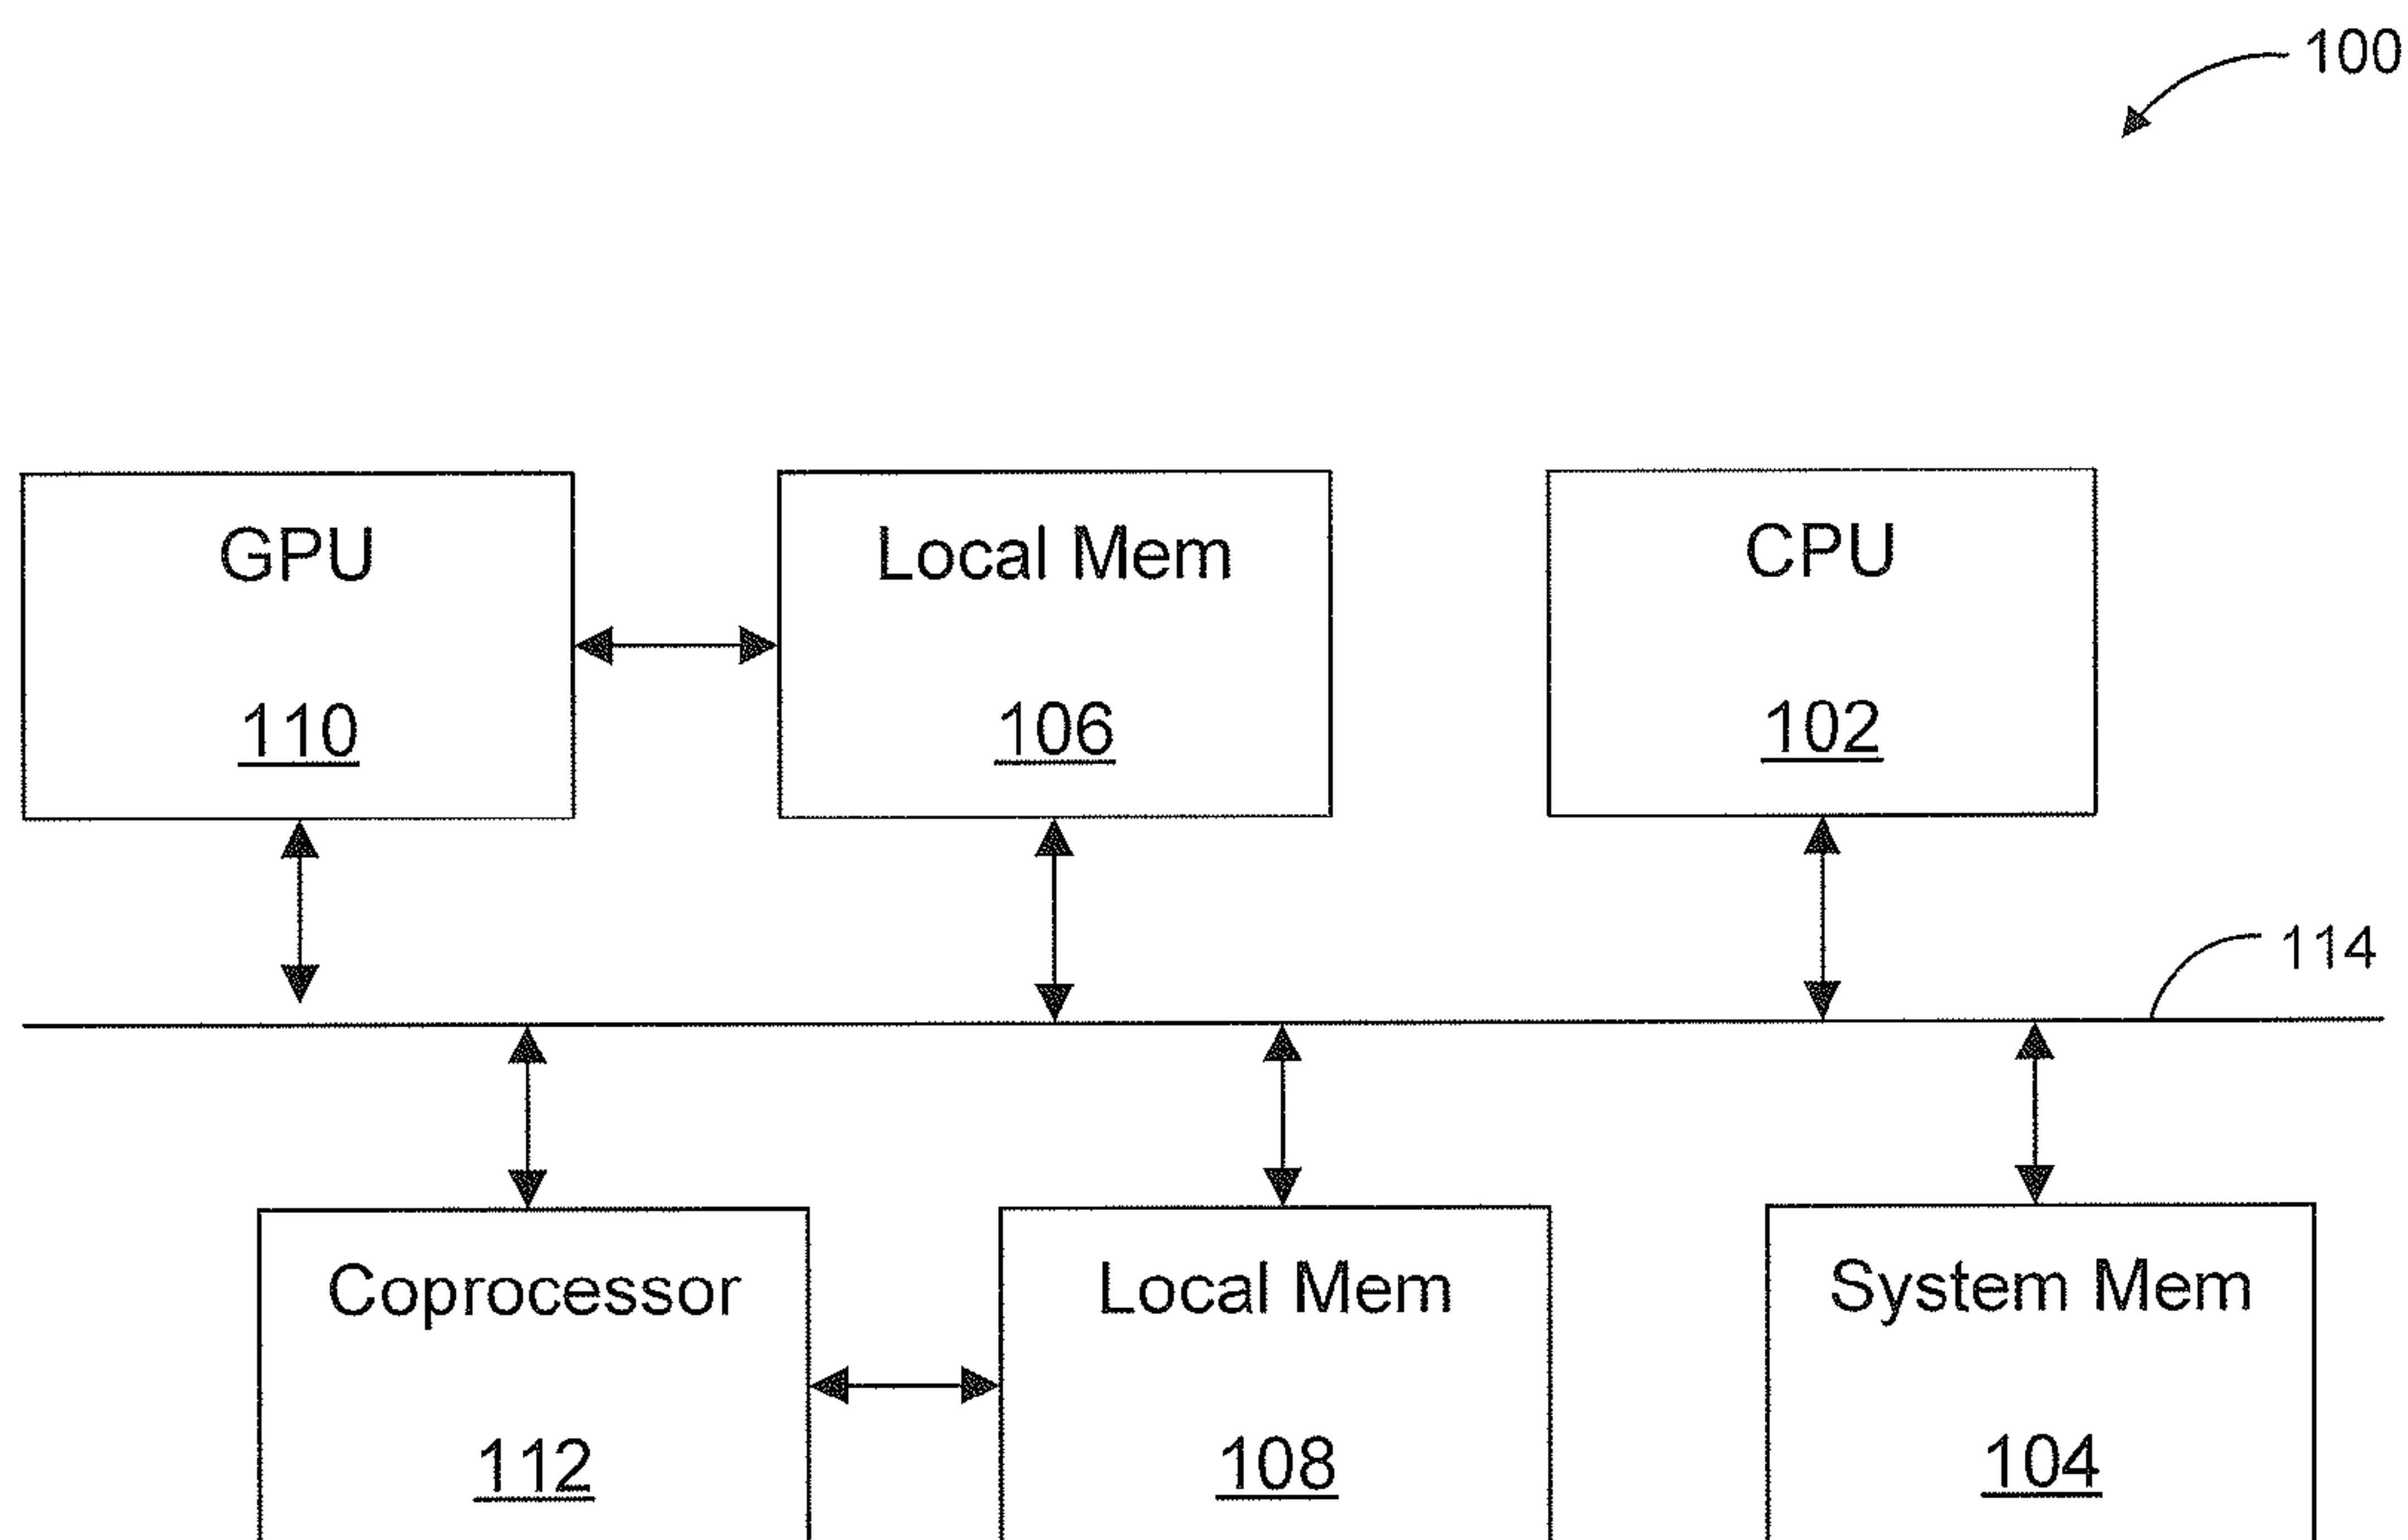 100
GPU
110
Local Mem
106
CPU
102
114
Coprocessor
112
Local Mem
108
System Mem
104